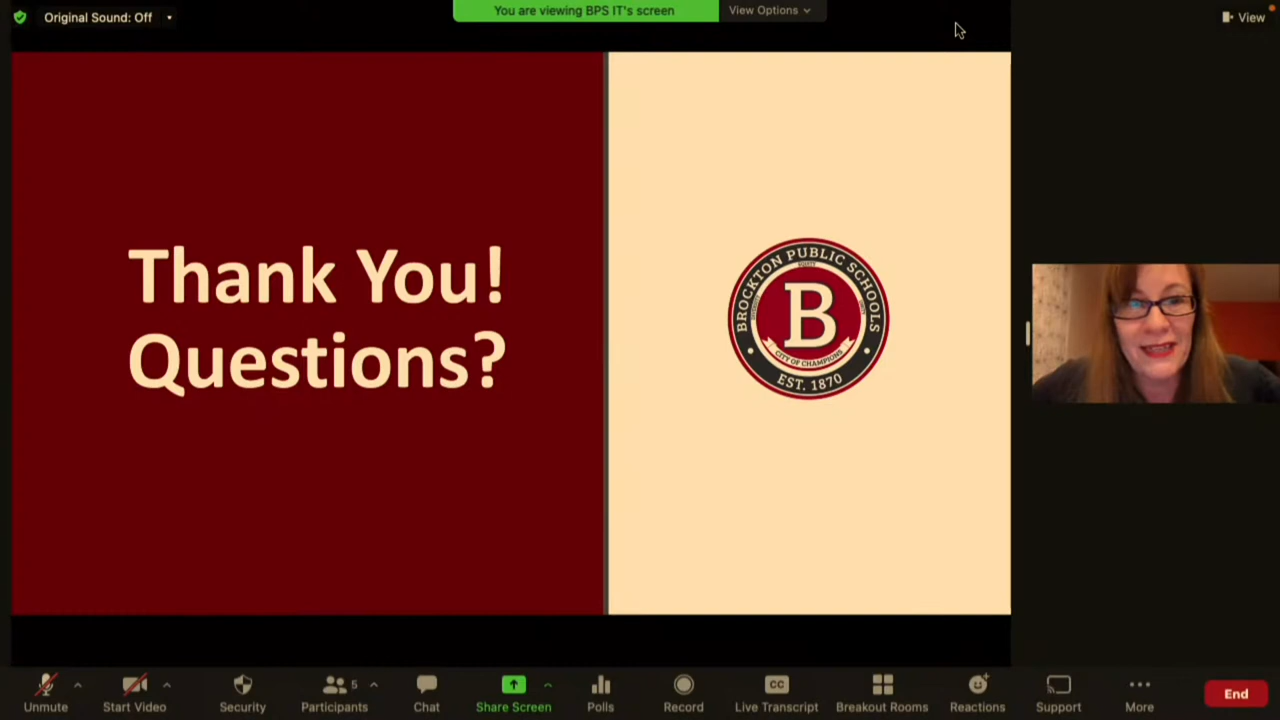 Original Sound: Off
You are viewing BPS IT's screen
View Options
View
Thank You!
Questions?
BROCKTON PUBLIC SCHOOLS
B
CITY OF CHAMPIONS
EST. 1870
Unmute
Start Video
Security
5
Participants
Chat
Share Screen
Polls
Record
CC
Live Transcript
Breakout Rooms
Reactions
Support
More
End